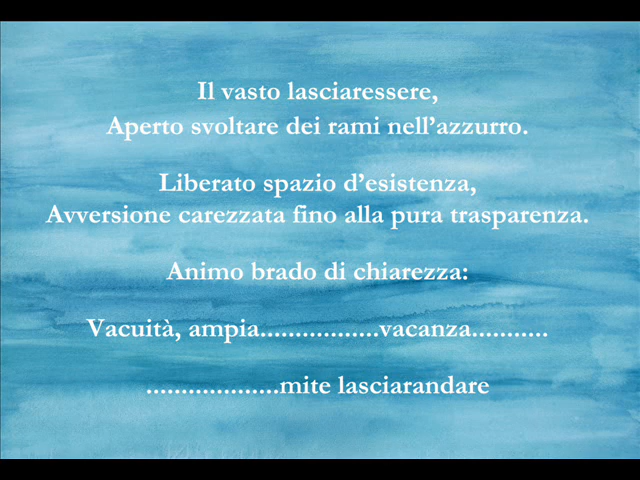 Il vasto lasciaressere,
Aperto svoltare dei rami nell’azzurro.
Liberato spazio d’esistenza,
Avversione carezzata fino alla pura trasparenza.
Animo brado di chiarezza:
Vacuità, ampia.................vacanza...........
...................mite lasciarandare